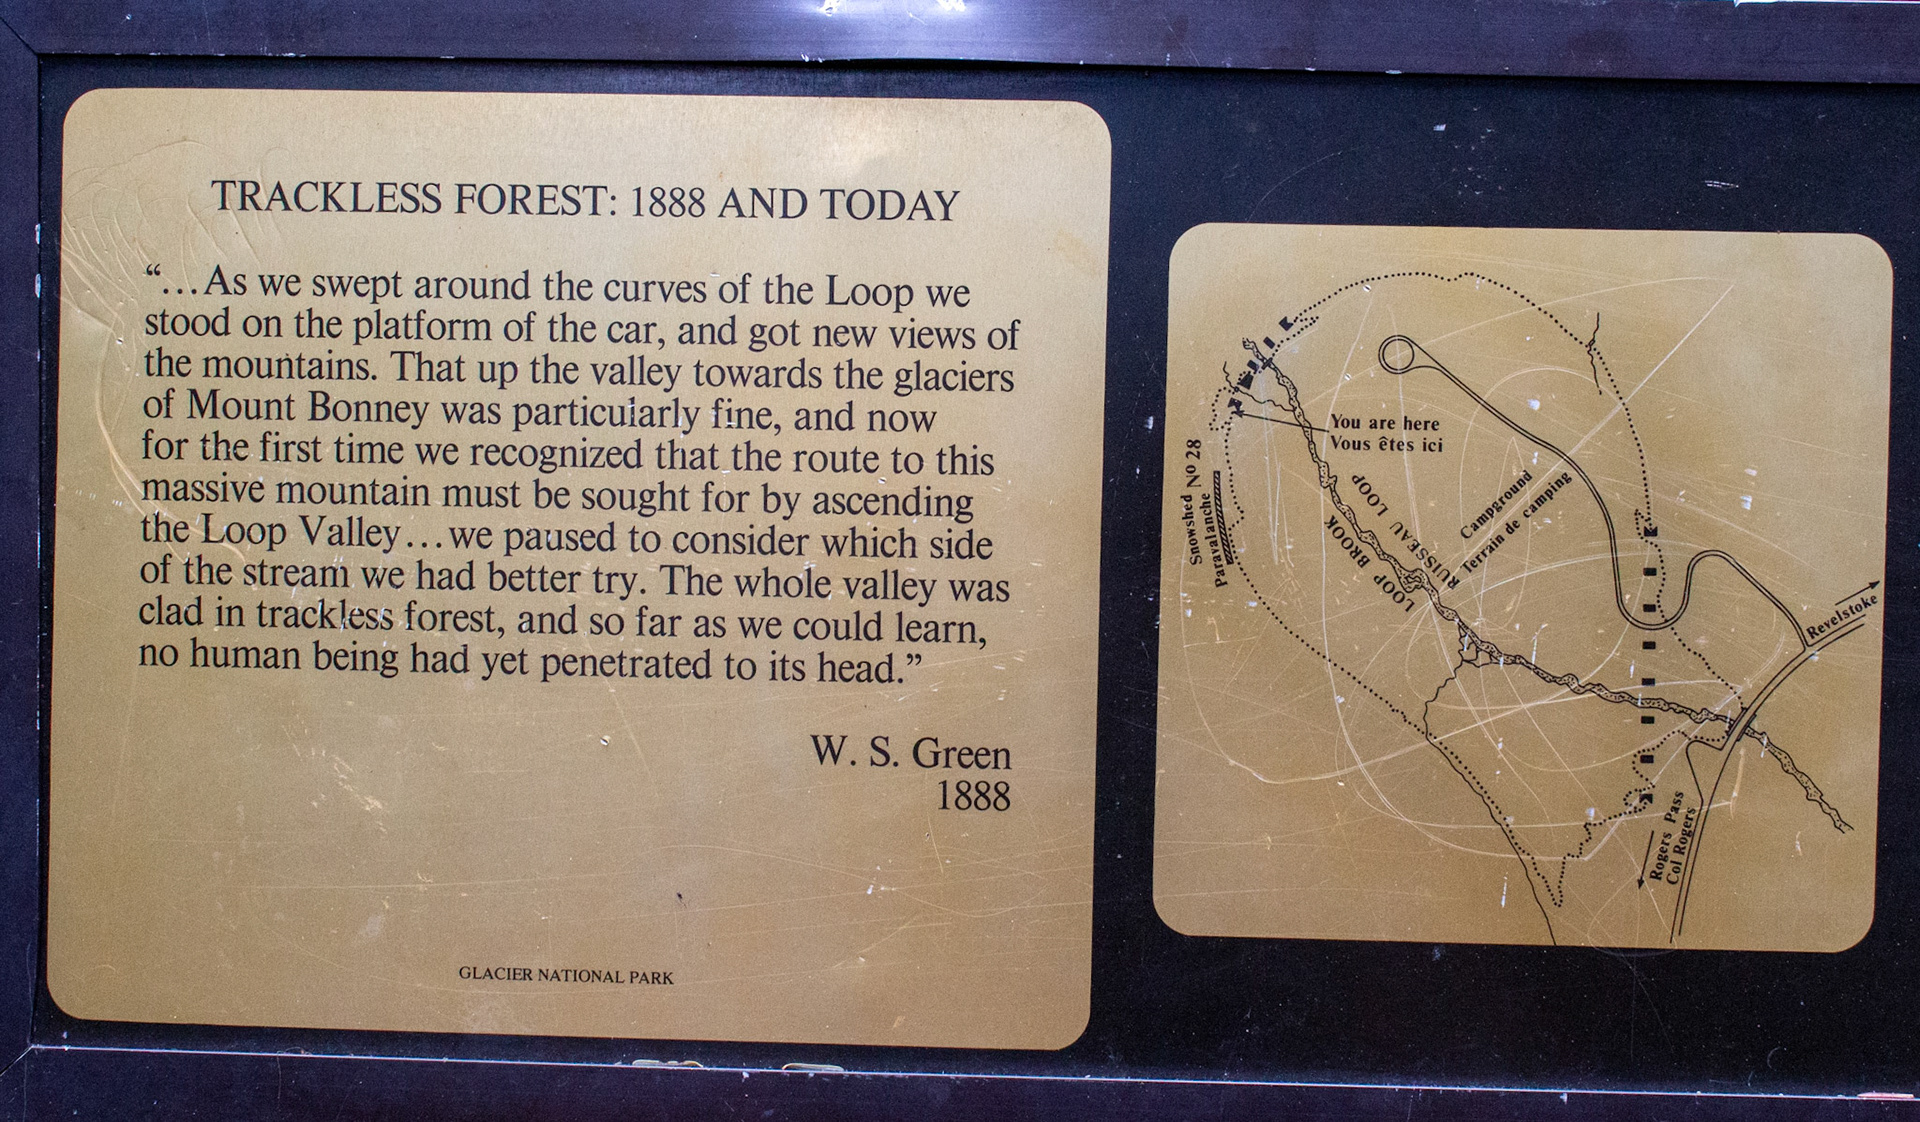 TRACKLESS FOREST: 1888 AND TODAY
“...As we swept around the curves of the Loop we
stood on the platform of the car, and got new views of
the mountains. That up the valley towards the glaciers
of Mount Bonney was particularly fine, and now
for the first time we recognized that the route to this
massive mountain must be sought for by ascending
the Loop Valley...we paused to consider which side
of the stream we had better try. The whole valley was
clad in trackless forest, and so far as we could learn,
no human being had yet penetrated to its head.”
W. S. Green
1888
GLACIER NATIONAL PARK
You are here
Vous êtes ici
Snowshed No 28
Paravalanche
LOOP BROOK
RUISSEAU LOOP
Campground
Terrain de camping
Revelstoke
Rogers Pass
Col Rogers